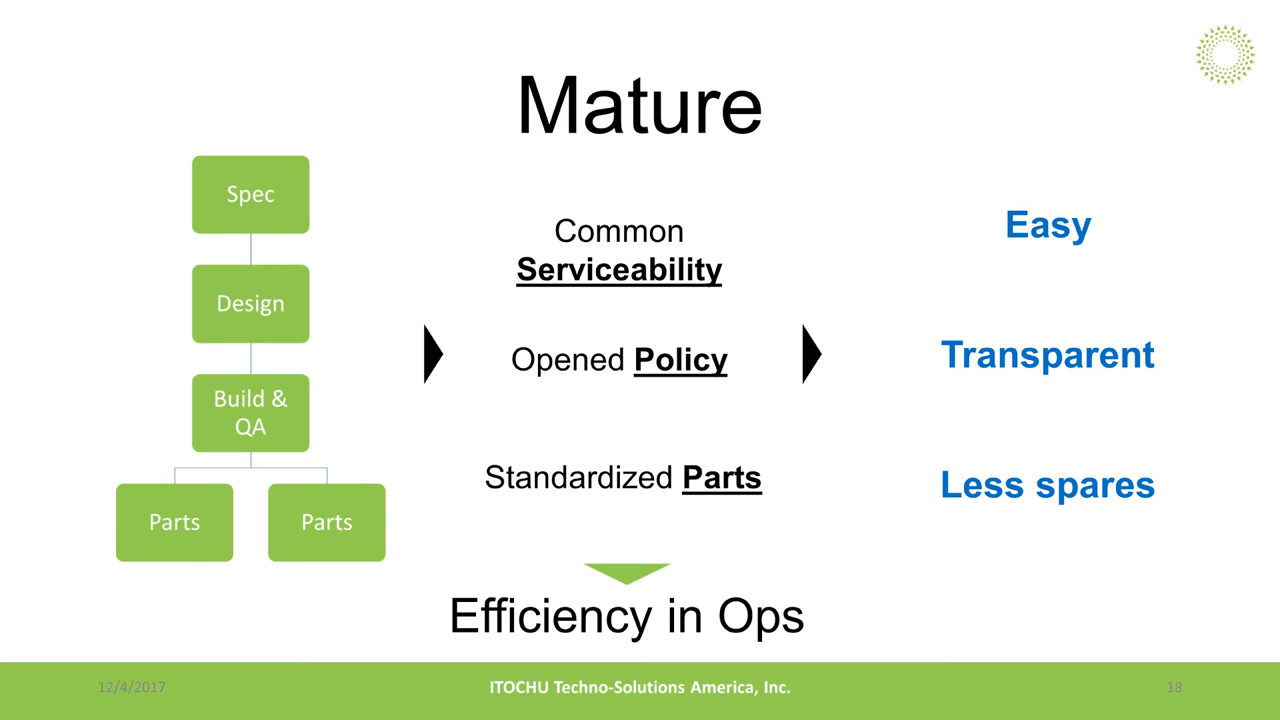 Mature
Spec
Design
Build &
QA
Parts
Parts
Common
Serviceability
Opened Policy
Standardized Parts
Easy
Transparent
Less spares
Efficiency in Ops
12/4/2017
ITOCHU Techno-Solutions America, Inc.
18